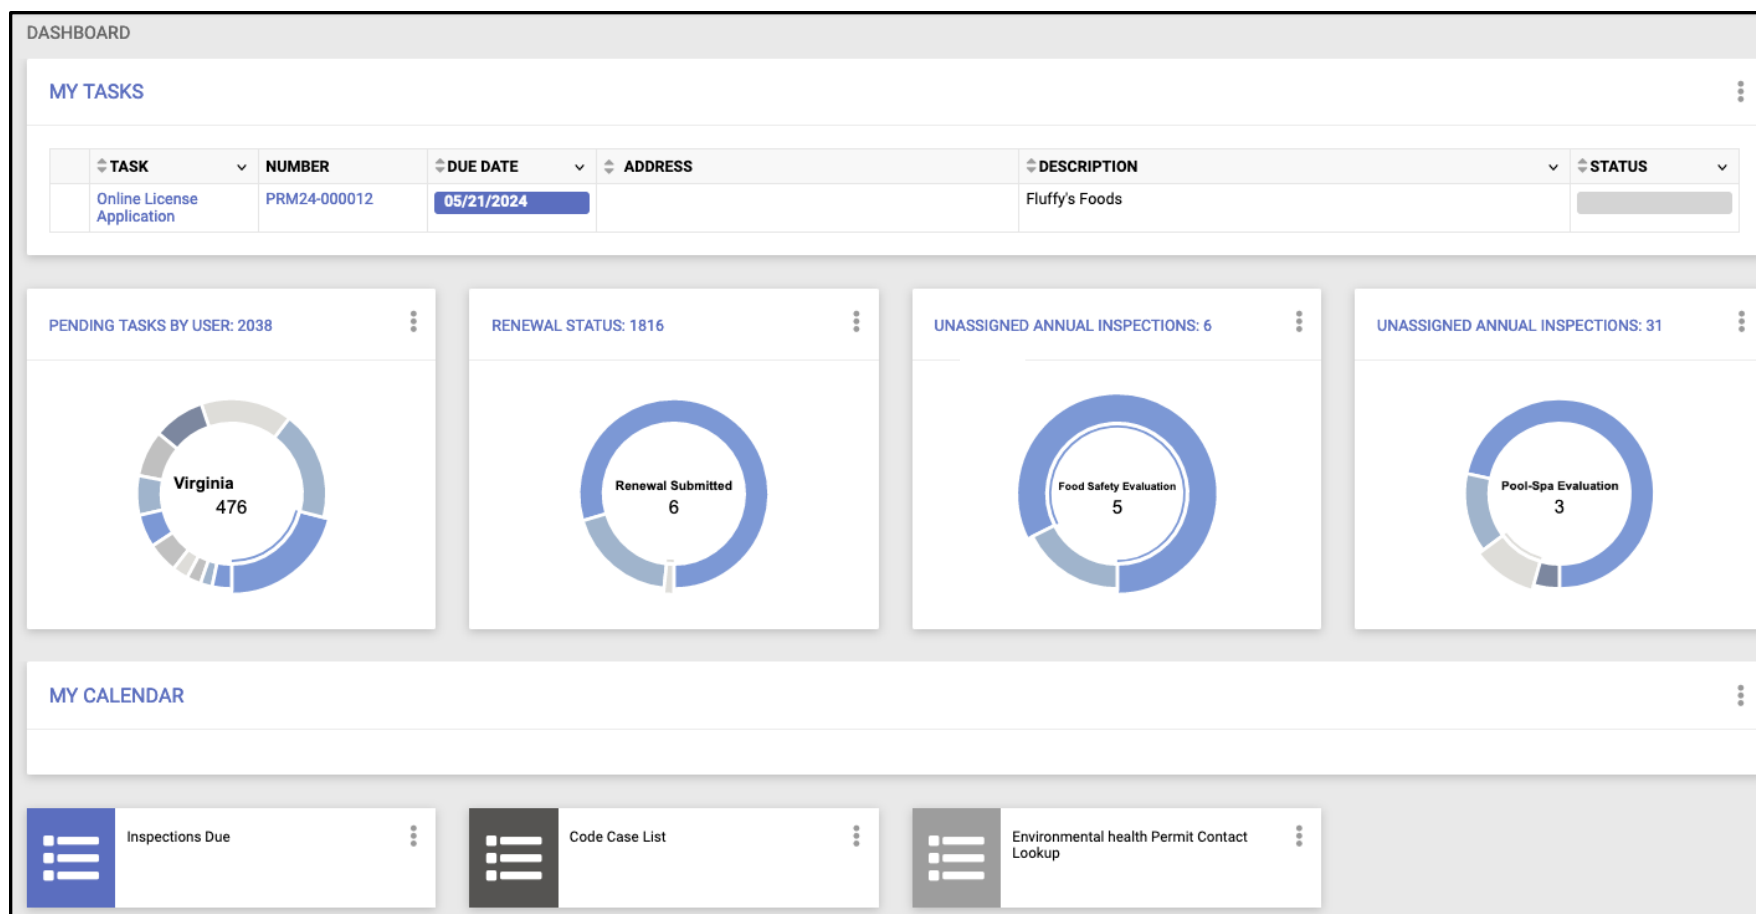 DASHBOARD
MY TASKS
TASK NUMBER DUE DATE ADDRESS DESCRIPTION STATUS
Online License Application PRM24-000012 05/21/2024 Fluffy's Foods
PENDING TASKS BY USER: 2038
Virginia
476
RENEWAL STATUS: 1816
Renewal Submitted
6
UNASSIGNED ANNUAL INSPECTIONS: 6
Food Safety Evaluation
5
UNASSIGNED ANNUAL INSPECTIONS: 31
Pool-Spa Evaluation
3
MY CALENDAR
Inspections Due
Code Case List
Environmental health Permit Contact
Lookup